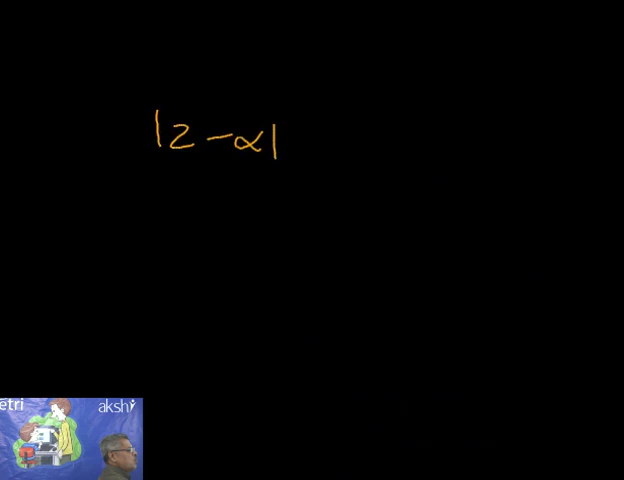 |z - α|
etri
akshi